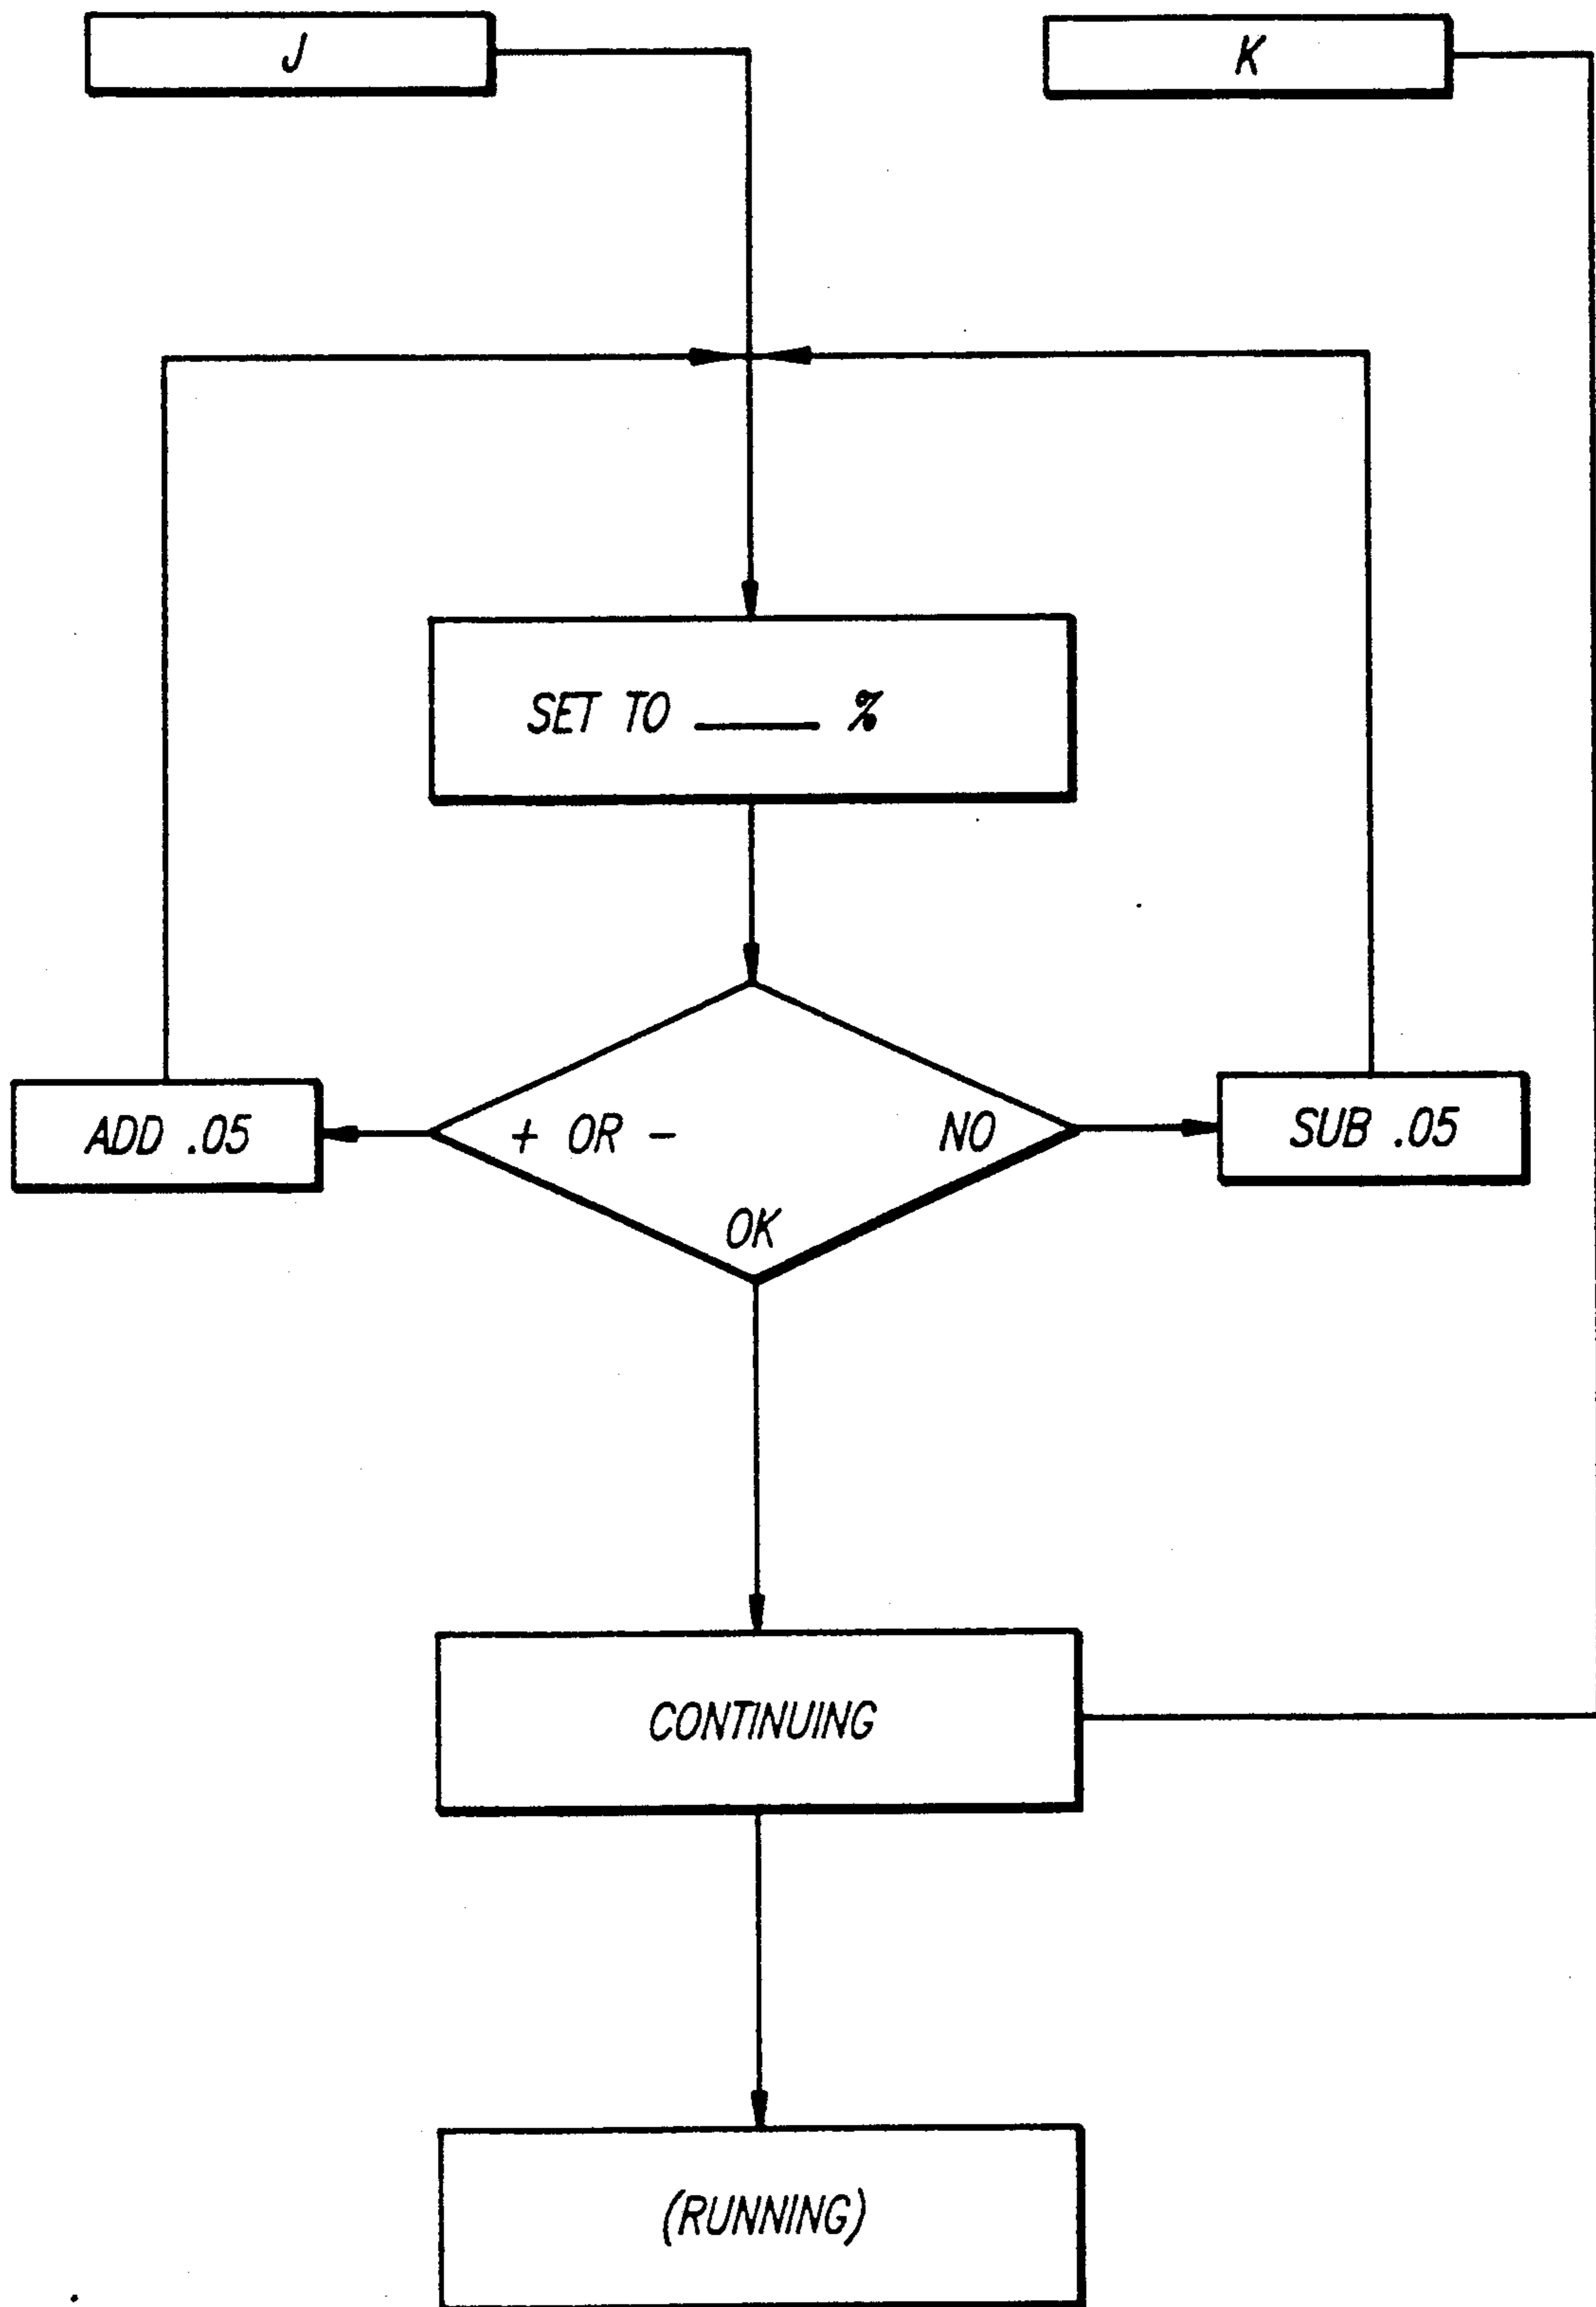 J
K
SET TO ____ %
ADD .05
+ OR -
NO
SUB .05
OK
CONTINUING
(RUNNING)